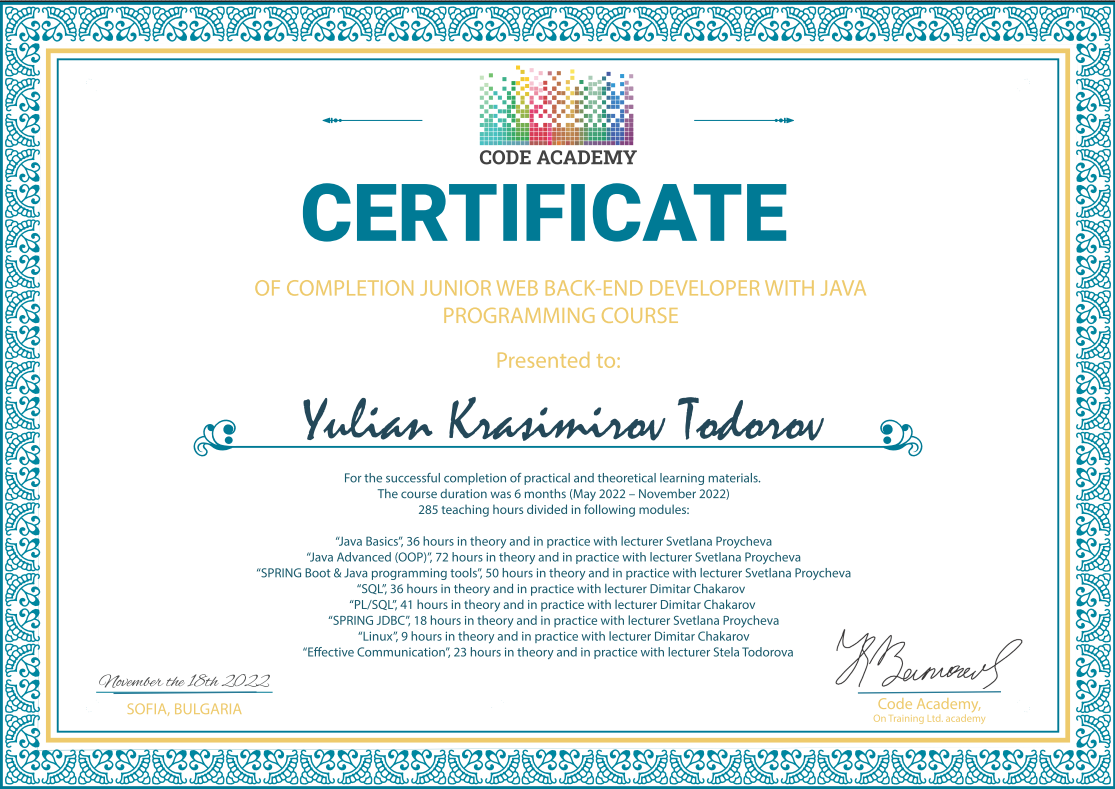 CODE ACADEMY
CERTIFICATE
OF COMPLETION JUNIOR WEB BACK-END DEVELOPER WITH JAVA
PROGRAMMING COURSE
Presented to:
Yulian Krasimirov Todorov
For the successful completion of practical and theoretical learning materials.
The course duration was 6 months (May 2022 – November 2022)
285 teaching hours divided in following modules:
“Java Basics”, 36 hours in theory and in practice with lecturer Svetlana Proycheva
“Java Advanced (OOP)”, 72 hours in theory and in practice with lecturer Svetlana Proycheva
“SPRING Boot & Java programming tools”, 50 hours in theory and in practice with lecturer Svetlana Proycheva
“SQL”, 36 hours in theory and in practice with lecturer Dimitar Chakarov
“PL/SQL”, 41 hours in theory and in practice with lecturer Dimitar Chakarov
“SPRING JDBC”, 18 hours in theory and in practice with lecturer Svetlana Proycheva
“Linux”, 9 hours in theory and in practice with lecturer Dimitar Chakarov
“Effective Communication”, 23 hours in theory and in practice with lecturer Stela Todorova
November the 18th 2022
SOFIA, BULGARIA
Code Academy,
On Training Ltd, academy